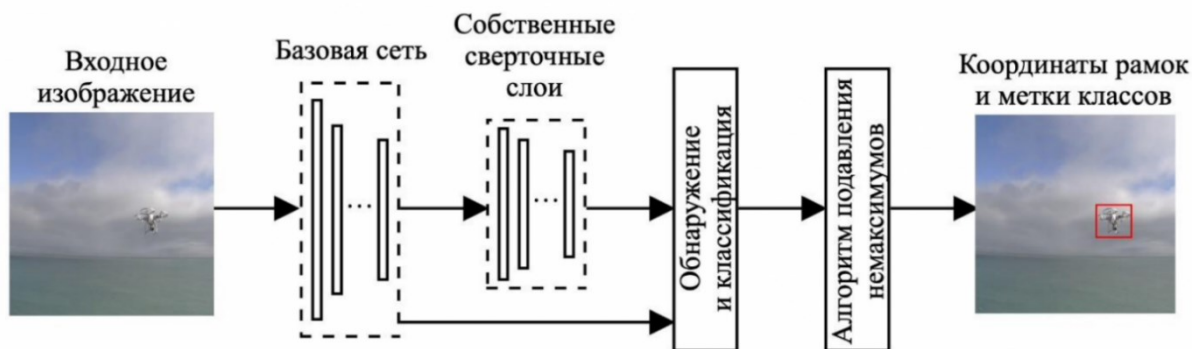 Входное
изображение
Базовая сеть
Собственные
сверточные
слои
Обнаружение
и классификация
Алгоритм подавления
немаксимумов
Координаты рамок
и метки классов